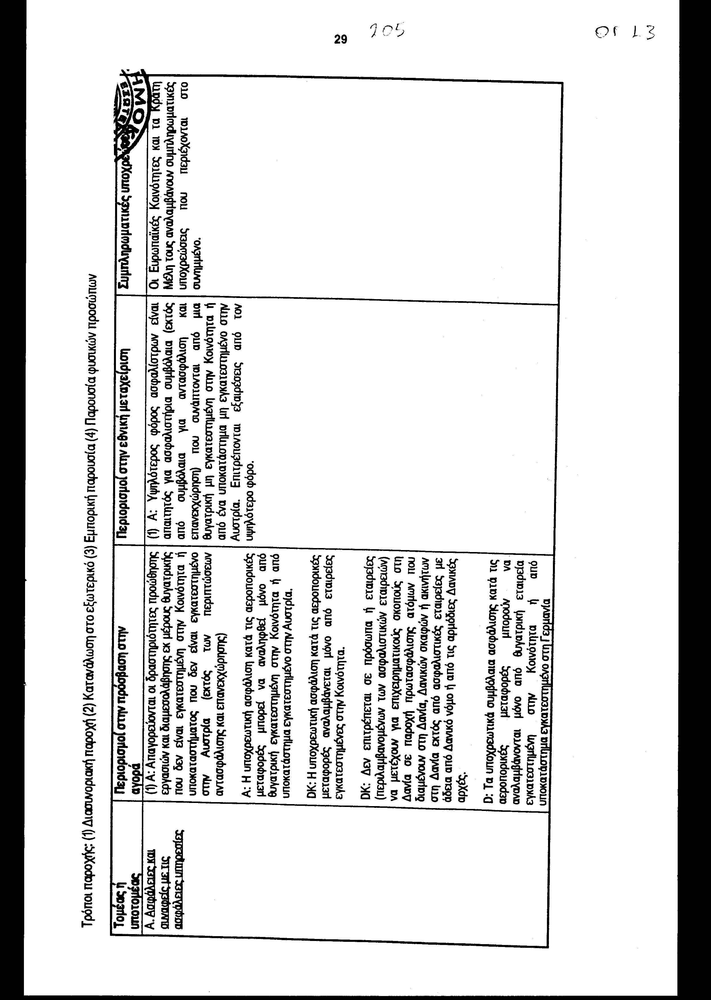 29
205
Τρόποι παροχής: (1) Διασυνοριακή παροχή (2) Κατανάλωση στο εξωτερικό (3) Εμπορική παρουσία (4) Παρουσία φυσικών προσώπων
Τομέας ή
υποτομέας
Περιορισμοί στην πρόσβαση στην
αγορά
Περιορισμοί στην εθνική μεταχείριση
Συμπληρωματικές
Α. Ασφάλειες και
συναφείς με τις
ασφάλειες υπηρεσίες
(1) Α: Απαγορεύονται οι δραστηριότητες προώθησης
εργασιών και διαμεσολάβησης εκ μέρους θυγατρικής
που δεν είναι εγκατεστημένη στην Κοινότητα ή
υποκαταστήματος που δεν είναι εγκατεστημένο
στην Αυστρία (εκτός των περιπτώσεων
αντασφάλισης και επανεκχώρησης)
Α: Η υποχρεωτική ασφάλιση κατά τις αεροπορικές
μεταφορές μπορεί να αναληφθεί μόνο από
θυγατρική εγκατεστημένη στην Κοινότητα ή από
υποκατάστημα εγκατεστημένο στην Αυστρία.
DK: Η υποχρεωτική ασφάλιση κατά τις αεροπορικές
μεταφορές αναλαμβάνεται μόνο από εταιρείες
εγκατεστημένες στην Κοινότητα.
DK: Δεν επιτρέπεται σε πρόσωπα ή εταιρείες
(περιλαμβανομένων των ασφαλιστικών εταιρειών)
να μετέχουν για επιχειρηματικούς σκοπούς στη
Δανία σε παροχή πρωτασφάλισης ατόμων που
διαμένουν στη Δανία, Δανικών σκαφών ή ακινήτων
στη Δανία εκτός από ασφαλιστικές εταιρείες με
άδεια από Δανικό νόμο ή από τις αρμόδιες Δανικές
αρχές.
D: Τα υποχρεωτικά συμβόλαια ασφάλισης κατά τις
αεροπορικές μεταφορές μπορούν να
αναλαμβάνονται μόνο από θυγατρική εταιρεία
εγκατεστημένη στην Κοινότητα ή από
υποκατάστημα εγκατεστημένο στη Γερμανία
(1) Α: Υψηλότερος φόρος ασφαλίστρων είναι
απαιτητός για ασφαλιστήρια συμβόλαια (εκτός
από συμβόλαια για αντασφάλιση και
επανεκχώρηση) που συνάπτονται από μια
θυγατρική μη εγκατεστημένη στην Κοινότητα ή
από ένα υποκατάστημα μη εγκατεστημένο στην
Αυστρία. Επιτρέπονται εξαιρέσεις από τον
υψηλότερο φόρο.
Οι Ευρωπαϊκές Κοινότητες και τα Κράτη
Μέλη τους αναλαμβάνουν συμπληρωματικές
υποχρεώσεις που περιέχονται στο
συνημμένο.